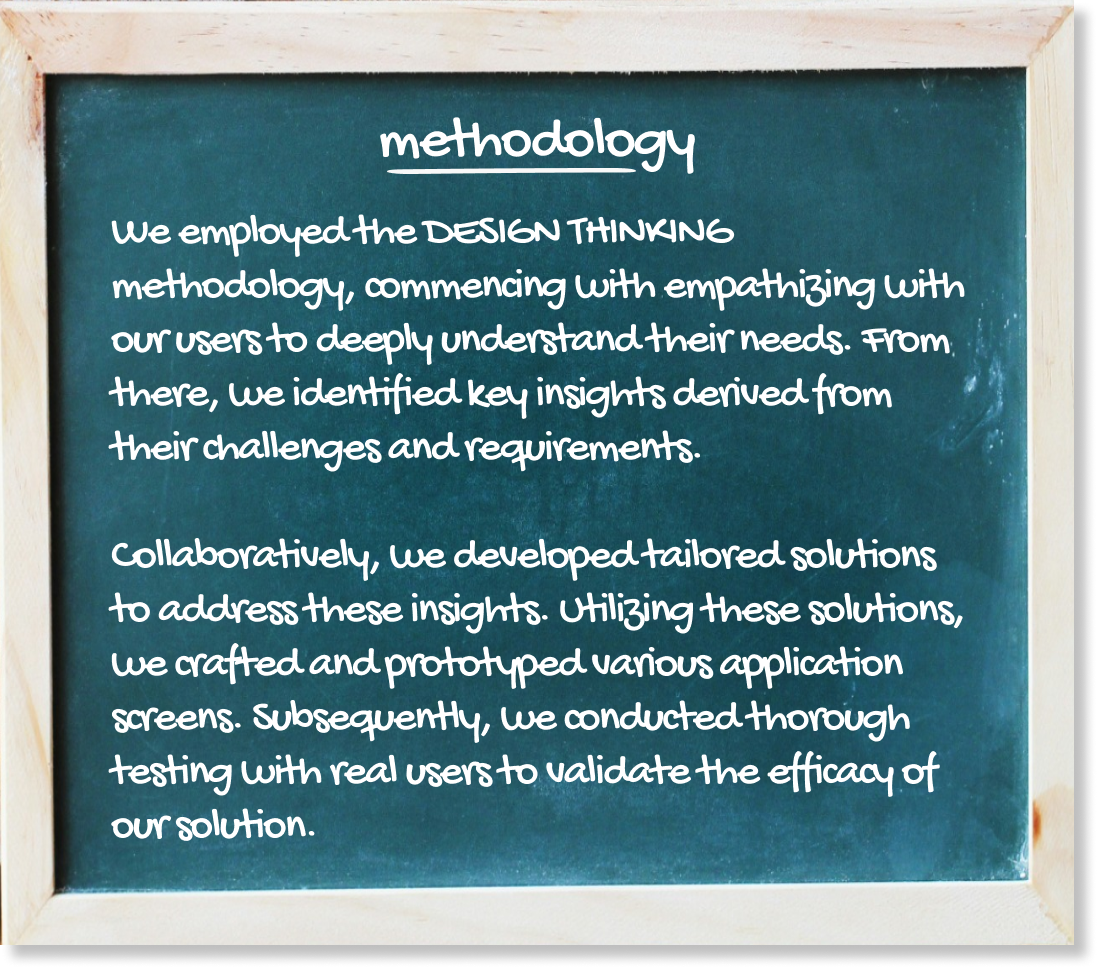 methodology
We employed the DESIGN THINKING
methodology, commencing with empathizing with
our users to deeply understand their needs. From
there, we identified key insights derived from
their challenges and requirements.
Collaboratively, we developed tailored solutions
to address these insights. Utilizing these solutions,
we crafted and prototyped various application
screens. Subsequently, we conducted thorough
testing with real users to validate the efficacy of
our solution.